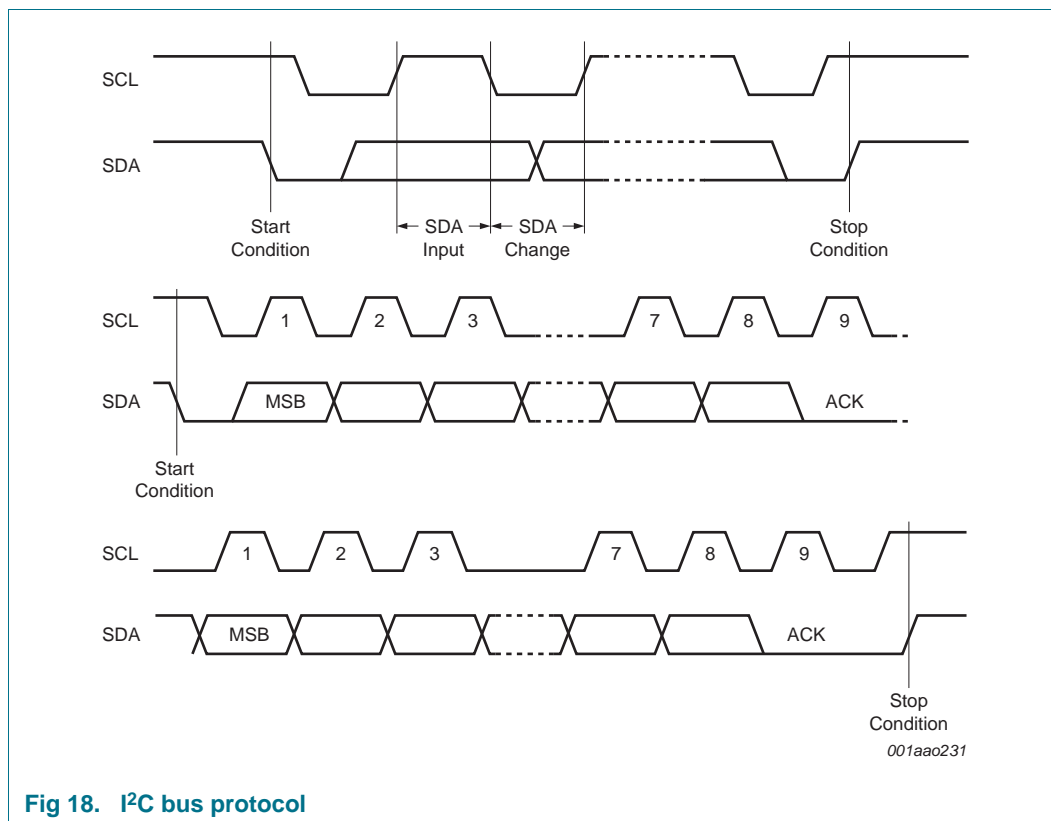 SCL
SDA
Start
Condition
SDA
Input
SDA
Change
Stop
Condition
SCL
1 2 3 7 8 9
SDA
MSB ACK
Start
Condition
SCL
1 2 3 7 8 9
SDA
MSB ACK
Stop
Condition
001aao231
Fig 18. I²C bus protocol